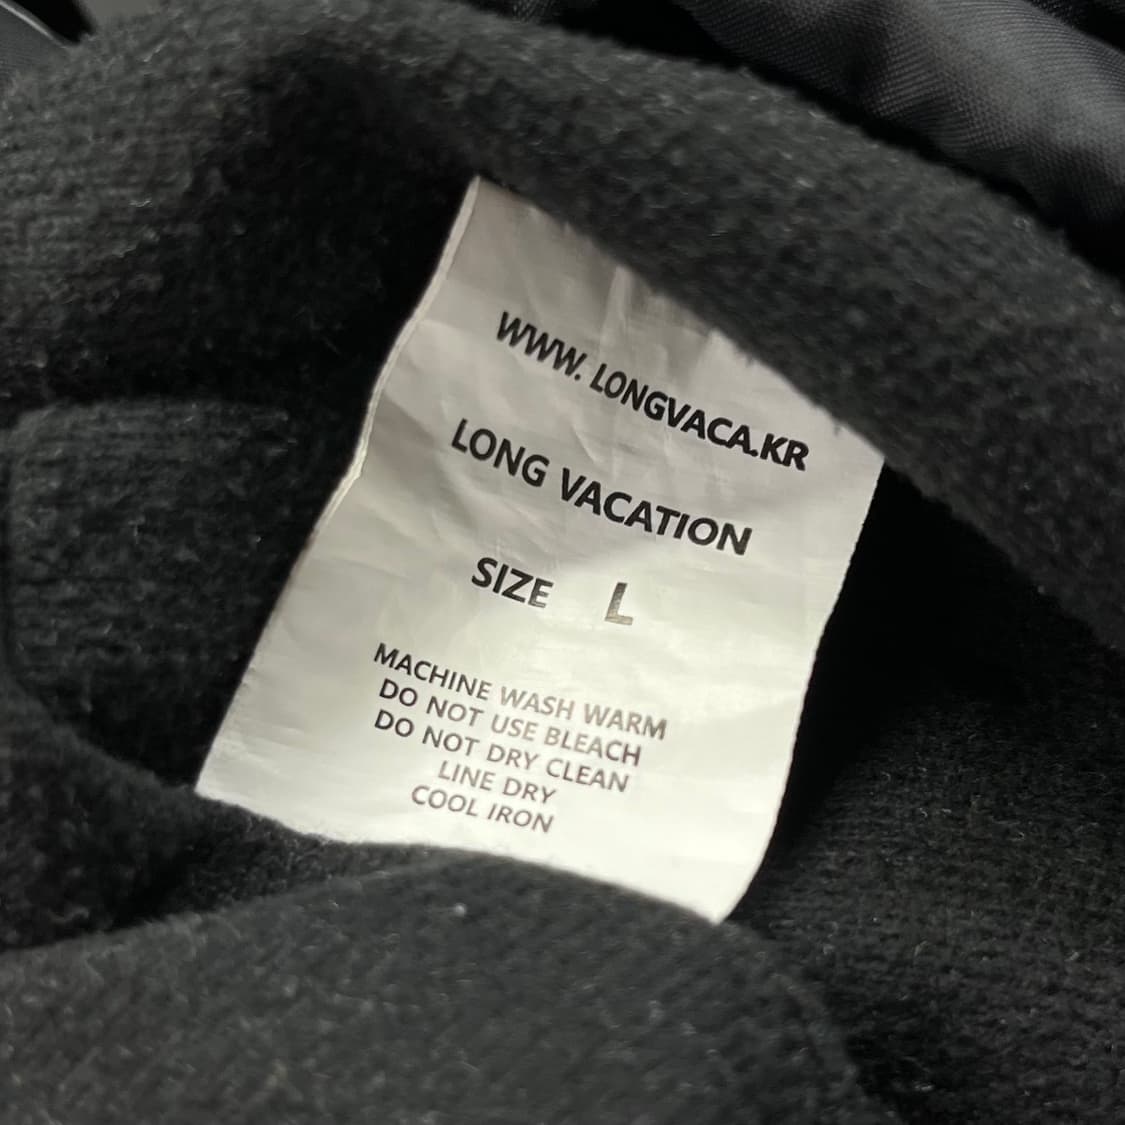 WWW. LONGVACA.KR
LONG VACATION
SIZE L
MACHINE WASH WARM
DO NOT USE BLEACH
DO NOT DRY CLEAN
LINE DRY
COOL IRON